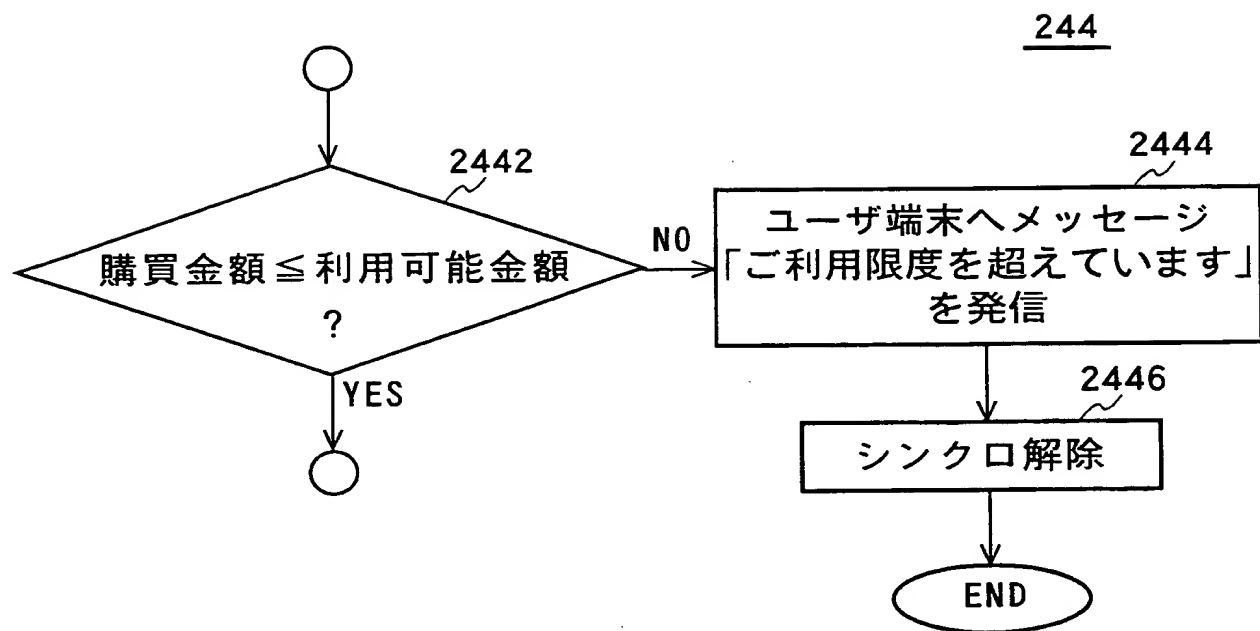 244
2442
購買金額≦利用可能金額
?
YES
NO
2444
ユーザ端末へメッセージ
「ご利用限度を超えています」
を発信
2446
シンクロ解除
END